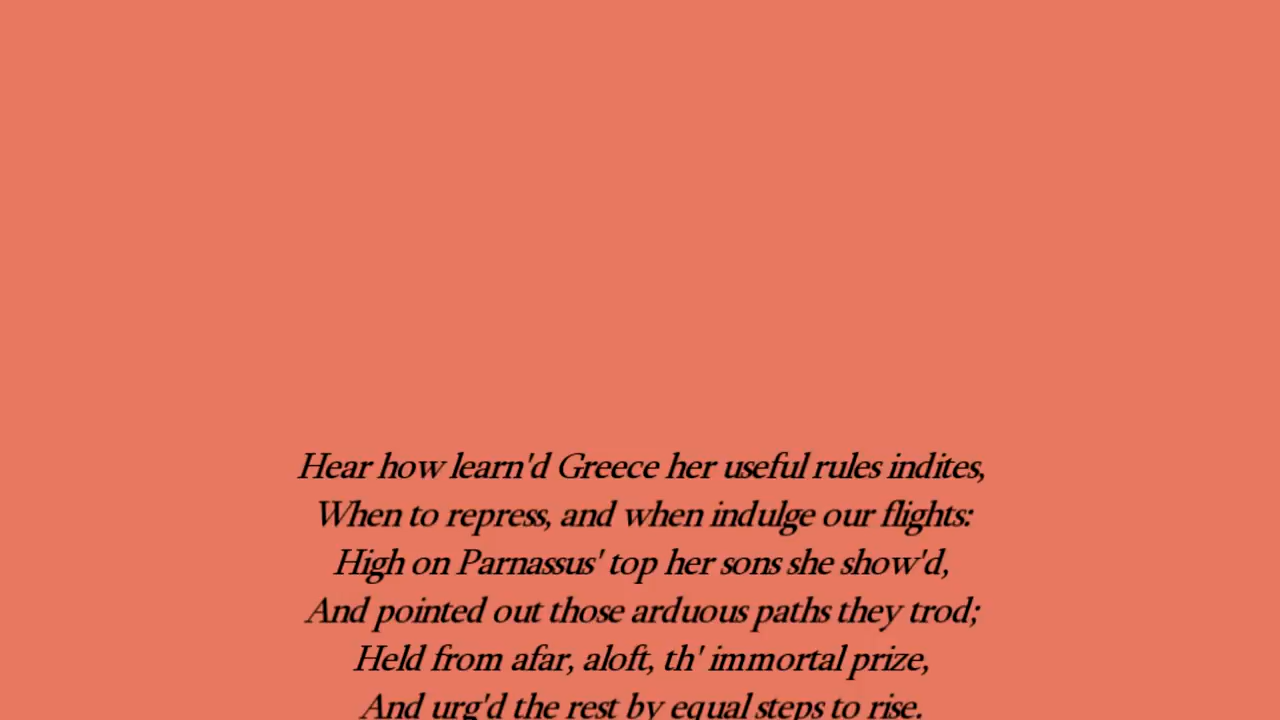 Hear how learn'd Greece her useful rules indites,
When to repress, and when indulge our flights:
High on Parnassus' top her sons she show'd,
And pointed out those arduous paths they trod;
Held from afar, aloft, th' immortal prize,
And urg'd the rest by equal steps to rise.